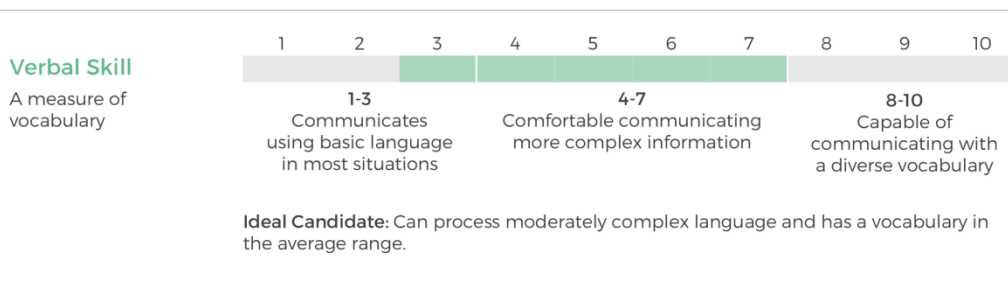 1 2 3 4 5 6 7 8 9 10
Verbal Skill
A measure of
vocabulary
1-3
Communicates
using basic language
in most situations
4-7
Comfortable communicating
more complex information
8-10
Capable of
communicating with
a diverse vocabulary
Ideal Candidate: Can process moderately complex language and has a vocabulary in
the average range.